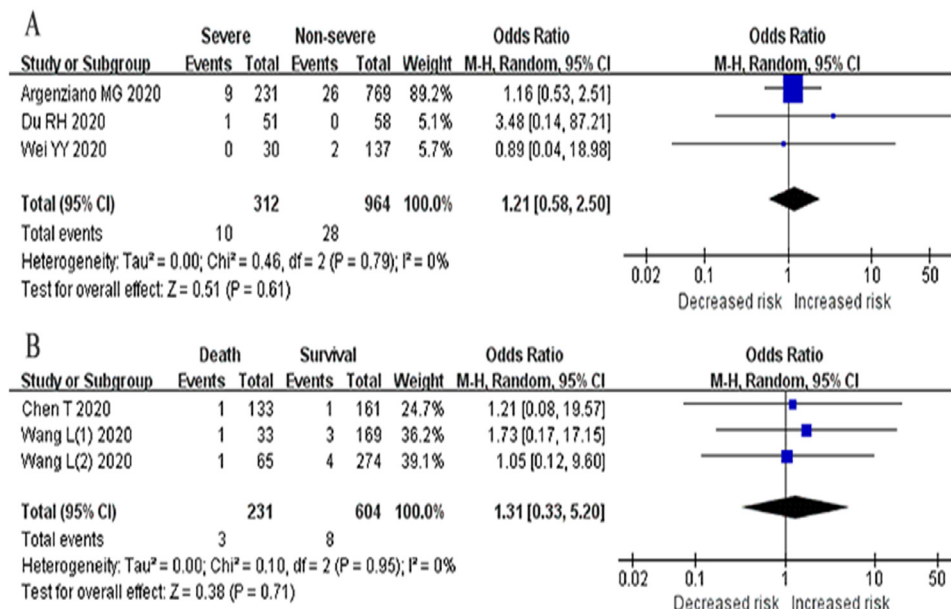 A
Severe Non-severe Odds Ratio Odds Ratio
Study or Subgroup Events Total Events Total Weight M-H, Random, 95% CI M-H, Random, 95% CI
Argenziano MG 2020 9 231 26 769 89.2% 1.16 [0.53, 2.51]
Du RH 2020 1 51 0 58 5.1% 3.48 [0.14, 87.21]
Wei YY 2020 0 30 2 137 5.7% 0.89 [0.04, 18.98]
Total (95% CI) 312 964 100.0% 1.21 [0.58, 2.50]
Total events 10 28
Heterogeneity: Tau² = 0.00; Chi² = 0.46, df = 2 (P = 0.79); I² = 0%
Test for overall effect: Z = 0.51 (P = 0.61)
0.02 0.1 1 10 50
Decreased risk Increased risk
B
Death Survival Odds Ratio Odds Ratio
Study or Subgroup Events Total Events Total Weight M-H, Random, 95% CI M-H, Random, 95% CI
Chen T 2020 1 133 1 161 24.7% 1.21 [0.08, 19.57]
Wang L(1) 2020 1 33 3 169 36.2% 1.73 [0.17, 17.15]
Wang L(2) 2020 1 65 4 274 39.1% 1.05 [0.12, 9.60]
Total (95% CI) 231 604 100.0% 1.31 [0.33, 5.20]
Total events 3 8
Heterogeneity: Tau² = 0.00; Chi² = 0.10, df = 2 (P = 0.95); I² = 0%
Test for overall effect: Z = 0.38 (P = 0.71)
0.02 0.1 1 10 50
Decreased risk Increased risk